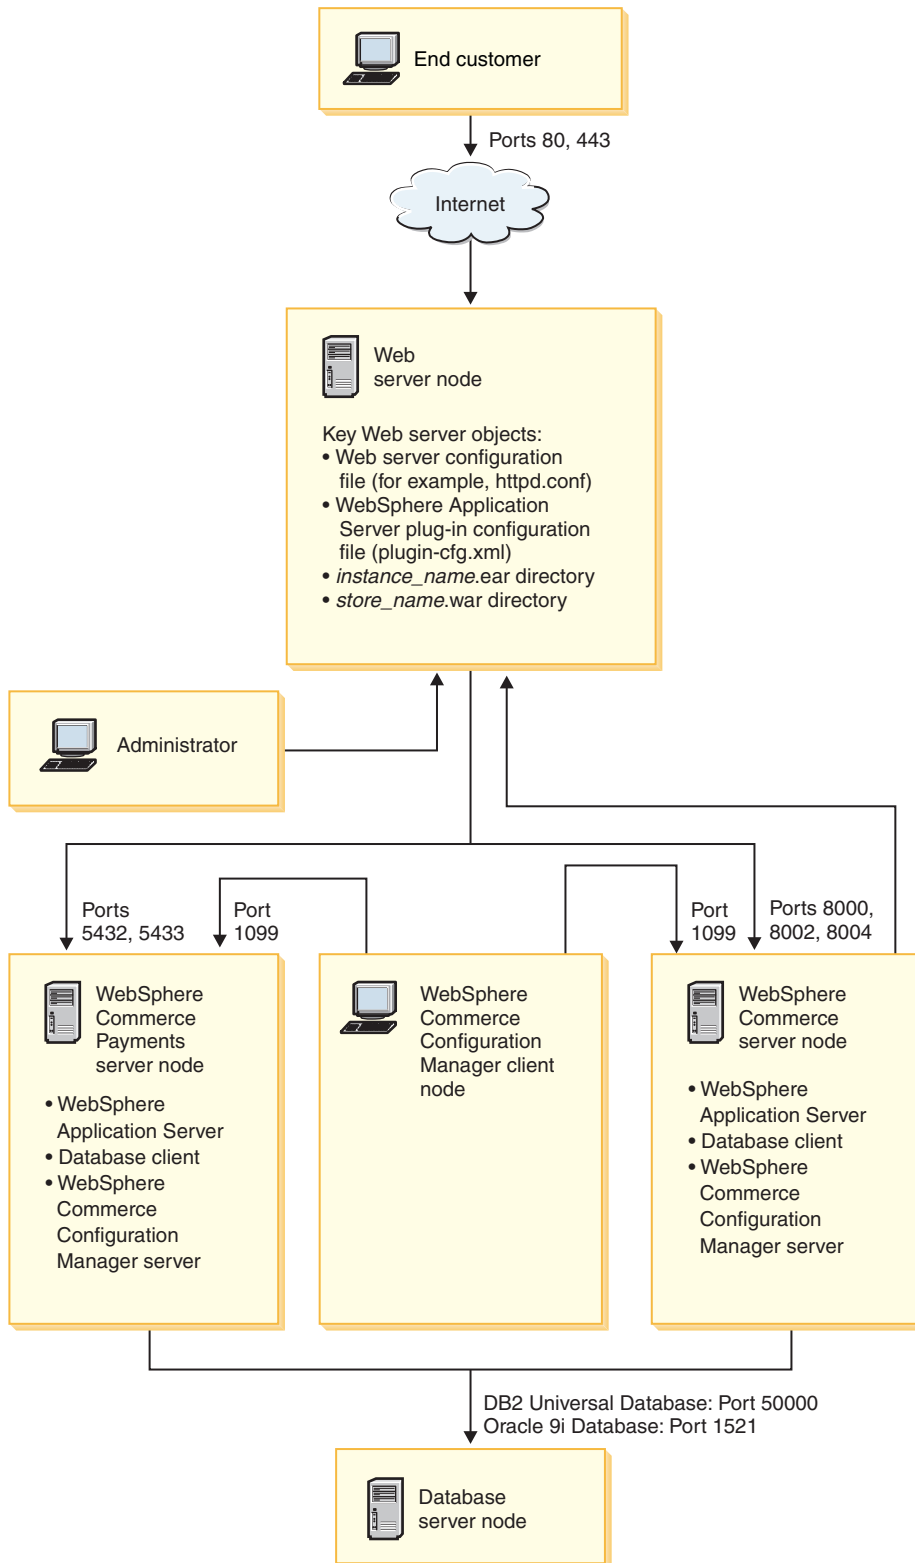 End customer
Ports 80, 443
Internet
Web
server node
Key Web server objects:
• Web server configuration
file (for example, httpd.conf)
• WebSphere Application
Server plug-in configuration
file (plugin-cfg.xml)
• instance_name.ear directory
• store_name.war directory
Administrator
Ports
5432, 5433
Port
1099
Port
1099
Ports 8000,
8002, 8004
WebSphere
Commerce
Payments
server node
• WebSphere
Application Server
• Database client
• WebSphere
Commerce
Configuration
Manager server
WebSphere
Commerce
Configuration
Manager client
node
WebSphere
Commerce
server node
• WebSphere
Application Server
• Database client
• WebSphere
Commerce
Configuration
Manager server
DB2 Universal Database: Port 50000
Oracle 9i Database: Port 1521
Database
server node